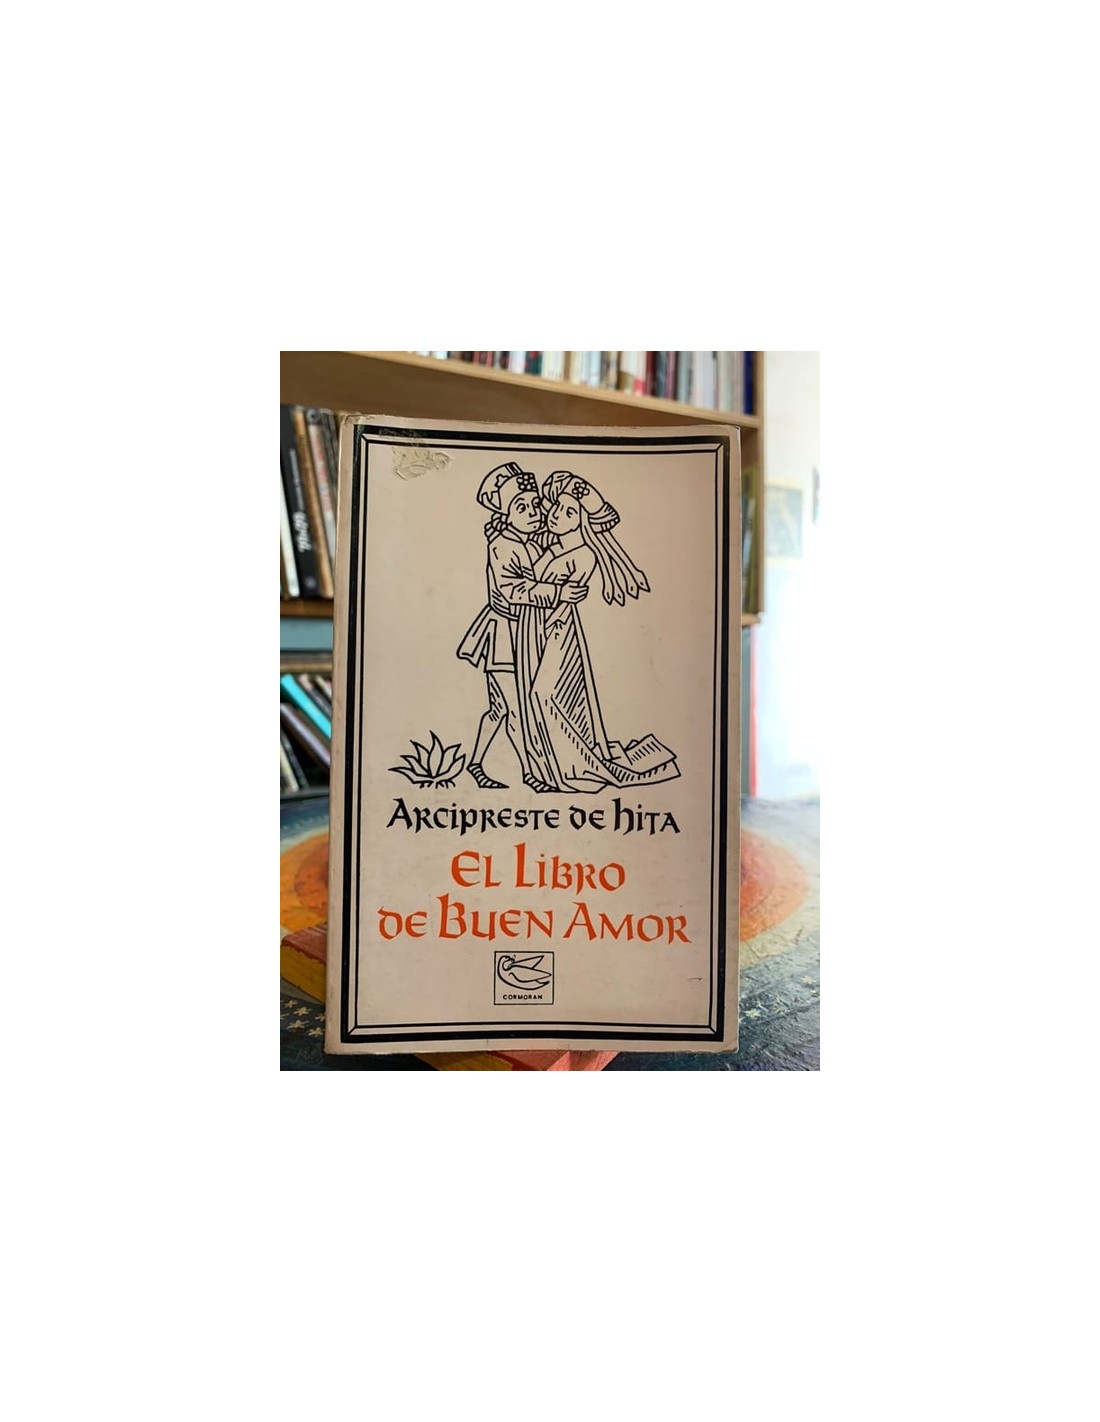 Arcipreste de Hita
El Libro
de Buen Amor
CORMORAN